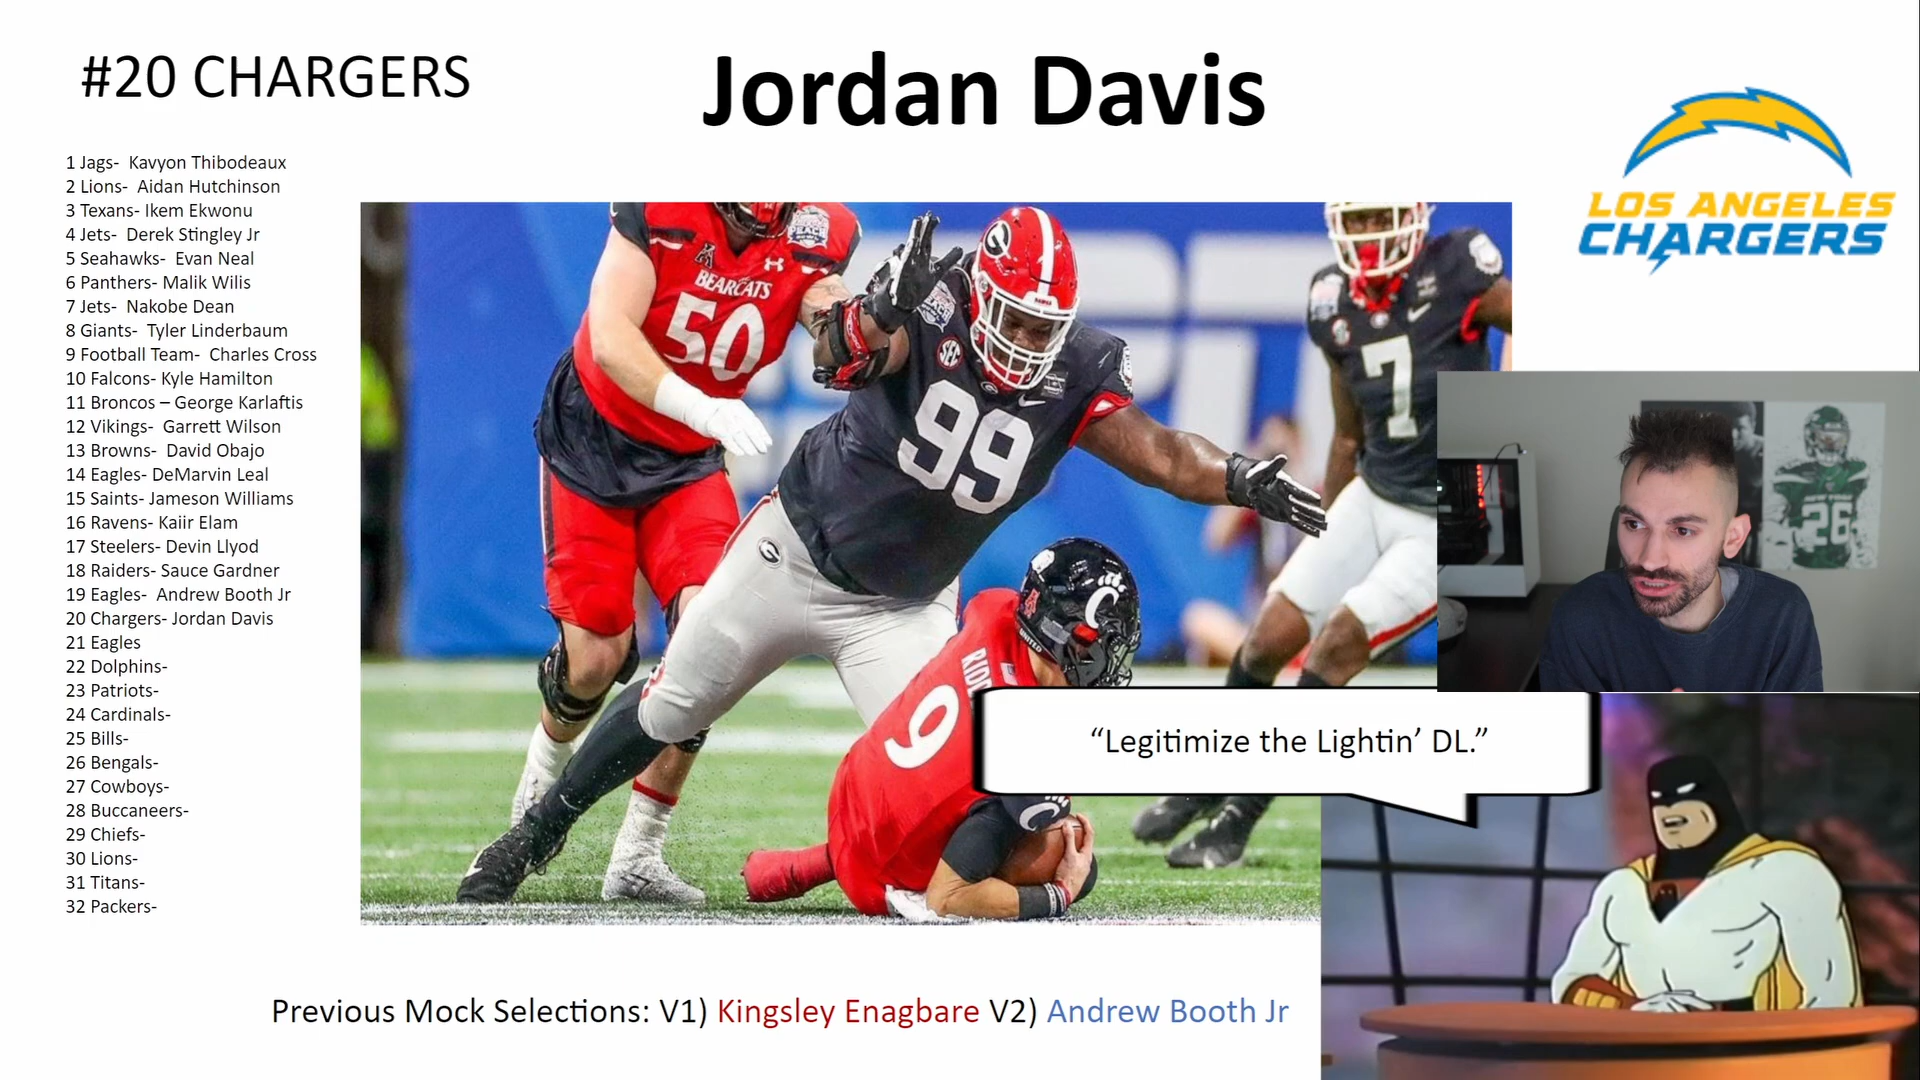 #20 CHARGERS
Jordan Davis
LOS ANGELES
CHARGERS
1 Jags-  Kavyon Thibodeaux
2 Lions-  Aidan Hutchinson
3 Texans- Ikem Ekwonu
4 Jets-  Derek Stingley Jr
5 Seahawks-  Evan Neal
6 Panthers- Malik Wilis
7 Jets-  Nakobe Dean
8 Giants-  Tyler Linderbaum
9 Football Team-  Charles Cross
10 Falcons- Kyle Hamilton
11 Broncos – George Karlaftis
12 Vikings-  Garrett Wilson
13 Browns-  David Obajo
14 Eagles- DeMarvin Leal
15 Saints- Jameson Williams
16 Ravens- Kaiir Elam
17 Steelers- Devin Llyod
18 Raiders- Sauce Gardner
19 Eagles-  Andrew Booth Jr
20 Chargers- Jordan Davis
21 Eagles
22 Dolphins-
23 Patriots-
24 Cardinals-
25 Bills-
26 Bengals-
27 Cowboys-
28 Buccaneers-
29 Chiefs-
30 Lions-
31 Titans-
32 Packers-
BEARCATS
50
G
SEC
99
7
G
C
UNITED
9
C
NEW YORK
26
“Legitimize the Lightin’ DL.”
Previous Mock Selections: V1) Kingsley Enagbare V2) Andrew Booth Jr